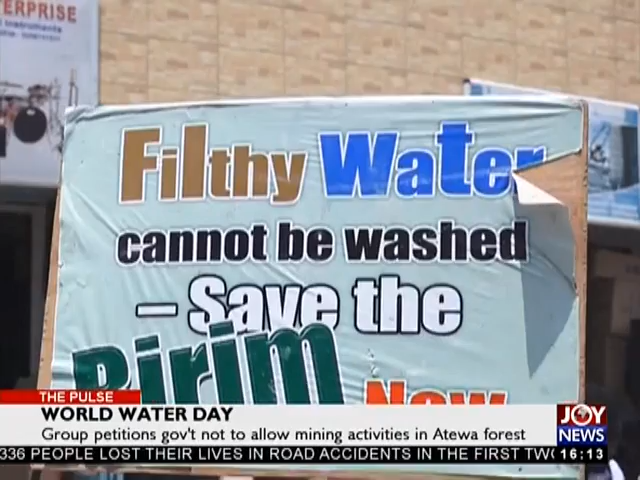 ERPRISE
Filthy Water
cannot be washed
– Save the
Birim Now
THE PULSE
WORLD WATER DAY
Group petitions gov't not to allow mining activities in Atewa forest
JOY
NEWS
336 PEOPLE LOST THEIR LIVES IN ROAD ACCIDENTS IN THE FIRST TW
16:13